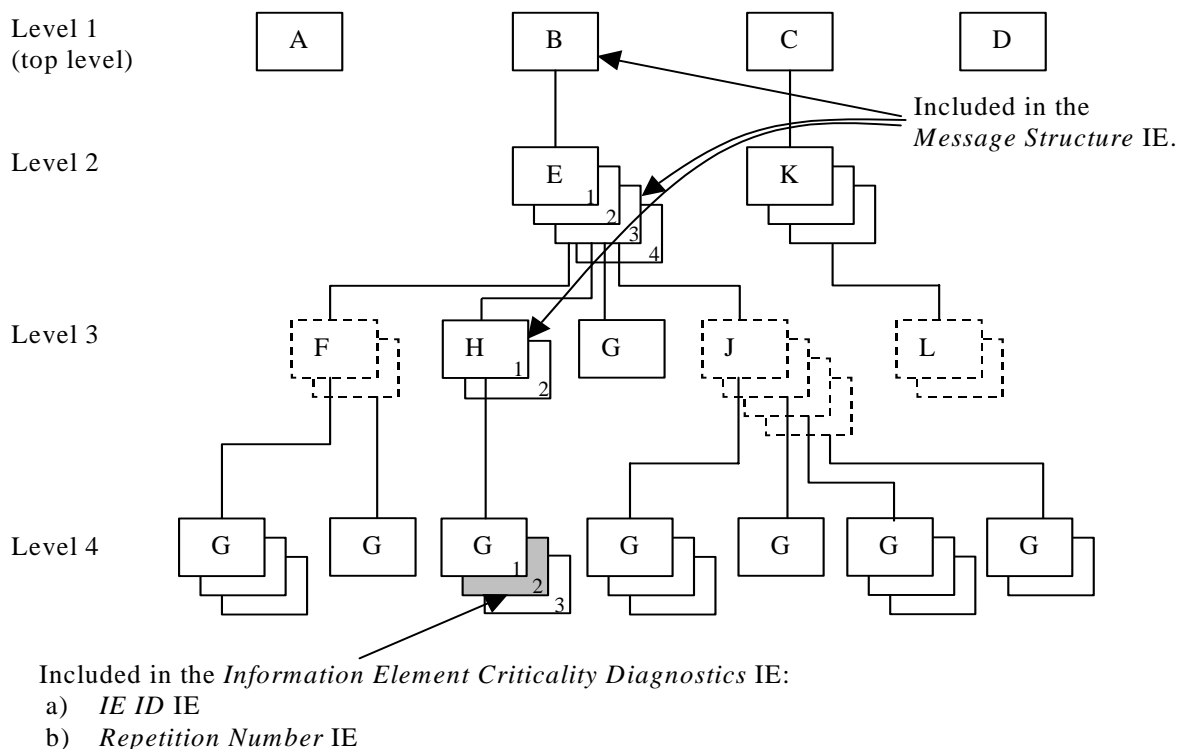 Level 1
(top level)
A
B
C
D
Included in the
Message Structure IE.
Level 2
E
1
2
3
4
K
Level 3
F
H
1
2
G
J
L
Level 4
G
G
G
1
2
3
G
G
G
G
Included in the Information Element Criticality Diagnostics IE:
a) IE ID IE
b) Repetition Number IE